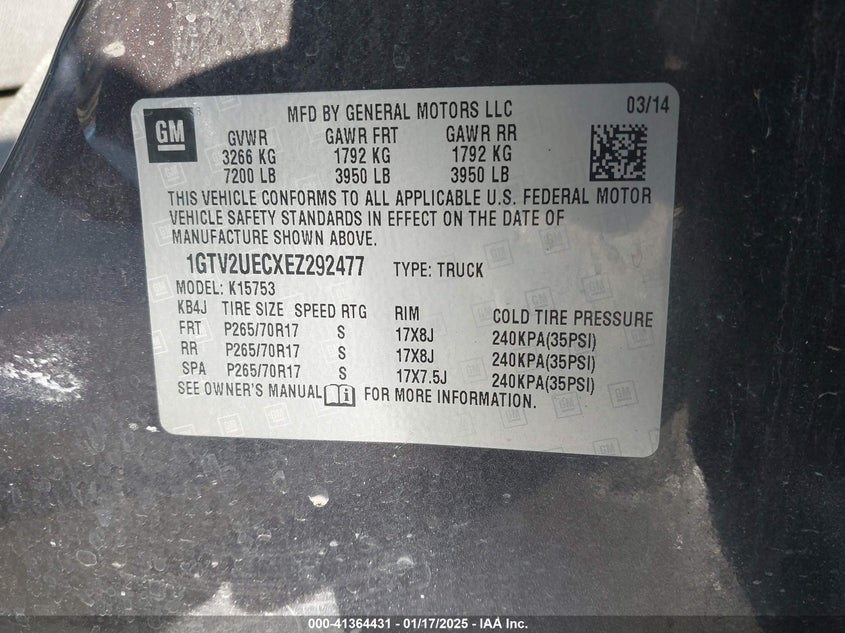 GM
MFD BY GENERAL MOTORS LLC 03/14
GVWR GAWR FRT GAWR RR
3266 KG 1792 KG 1792 KG
7200 LB 3950 LB 3950 LB
THIS VEHICLE CONFORMS TO ALL APPLICABLE U.S. FEDERAL MOTOR
VEHICLE SAFETY STANDARDS IN EFFECT ON THE DATE OF
MANUFACTURE SHOWN ABOVE.
1GTV2UECXEZ292477 TYPE: TRUCK
MODEL: K15753
KB4J TIRE SIZE SPEED RTG RIM COLD TIRE PRESSURE
FRT P265/70R17 S 17X8J 240KPA(35PSI)
RR P265/70R17 S 17X8J 240KPA(35PSI)
SPA P265/70R17 S 17X7.5J 240KPA(35PSI)
SEE OWNER'S MANUAL FOR MORE INFORMATION.
000-41364431 - 01/17/2025 - IAA Inc.